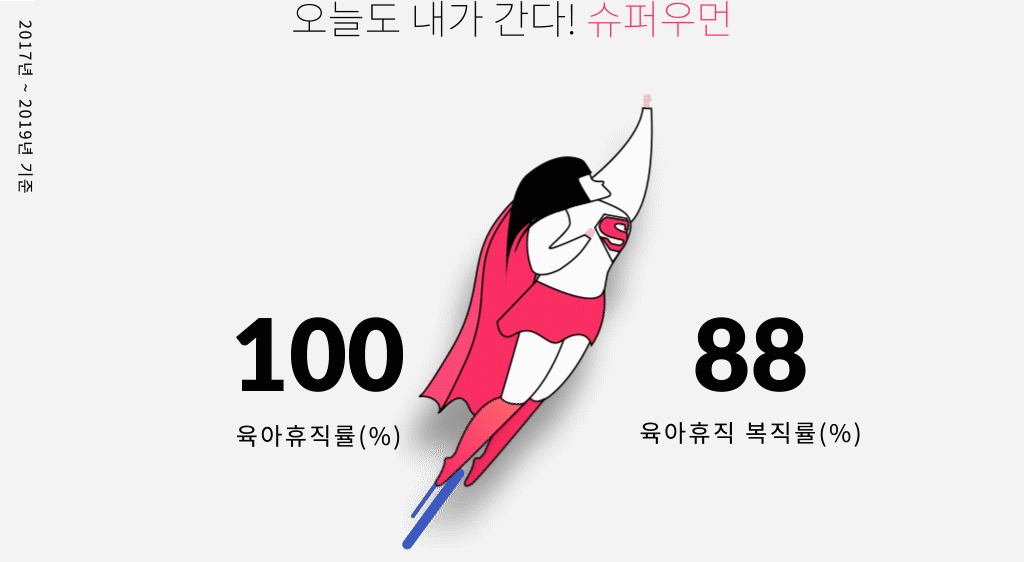 오늘도 내가 간다! 슈퍼우먼
2017년 ~ 2019년 기준
S
100
육아휴직률(%)
88
육아휴직 복직률(%)